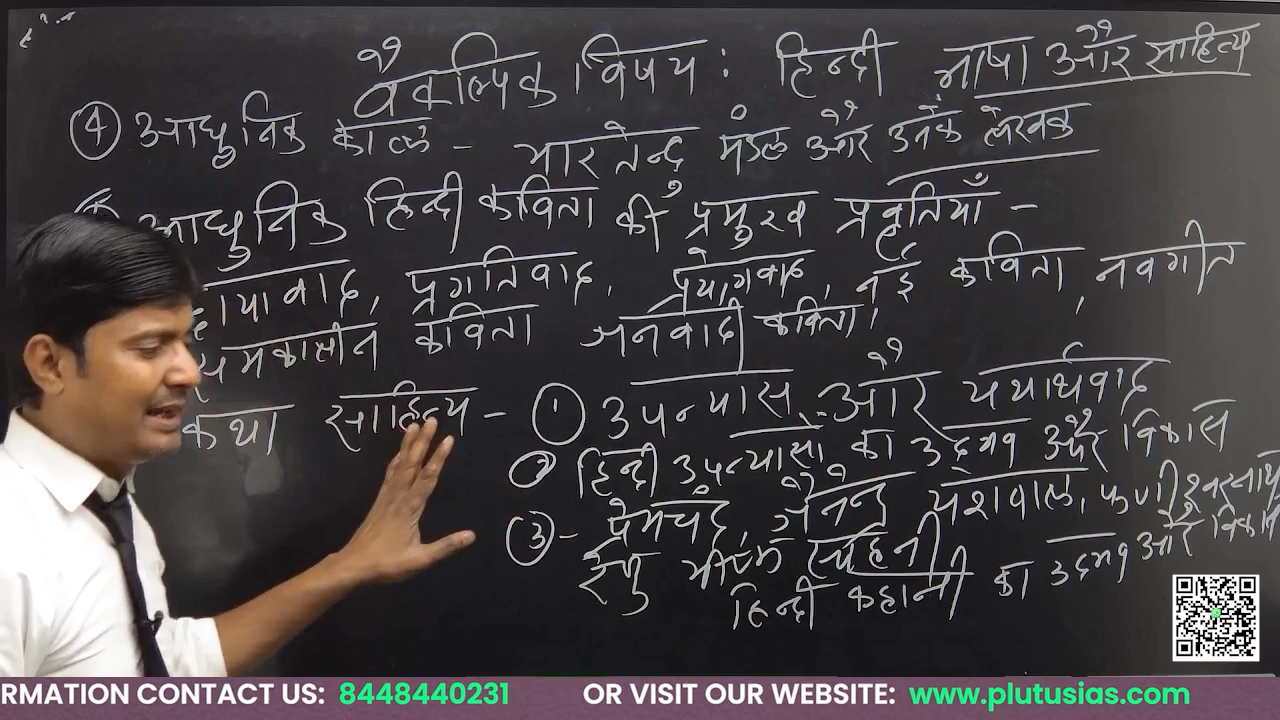 वैकल्पिक विषय : हिन्दी भाषा और साहित्य
④ आधुनिक काल - भारतेन्दु मंडल और उनके लेखक
आधुनिक हिन्दी कविता की प्रमुख प्रवृतियाँ -
छायावाद, प्रगतिवाद, प्रयोगवाद, नई कविता, नवगीत
समकालीन कविता जनवादी कविता।
कथा साहित्य - ① उपन्यास और यथार्थवाद
② हिन्दी उपन्यासों का उद्भव और विकास
③ - प्रेमचंद, जैनेन्द्र यशपाल, फणीश्वरनाथ
रेणु भीष्म साहनी
हिन्दी कहानी का उद्भव और विकास
RMATION CONTACT US: 8448440231 OR VISIT OUR WEBSITE: www.plutusias.com